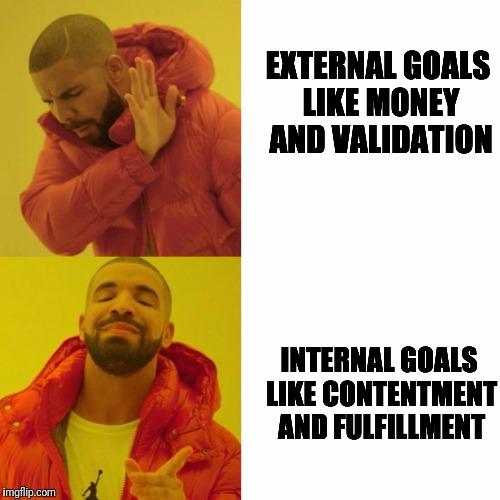 EXTERNAL GOALS
LIKE MONEY
AND VALIDATION
INTERNAL GOALS
LIKE CONTENTMENT
AND FULFILLMENT
imgflip.com